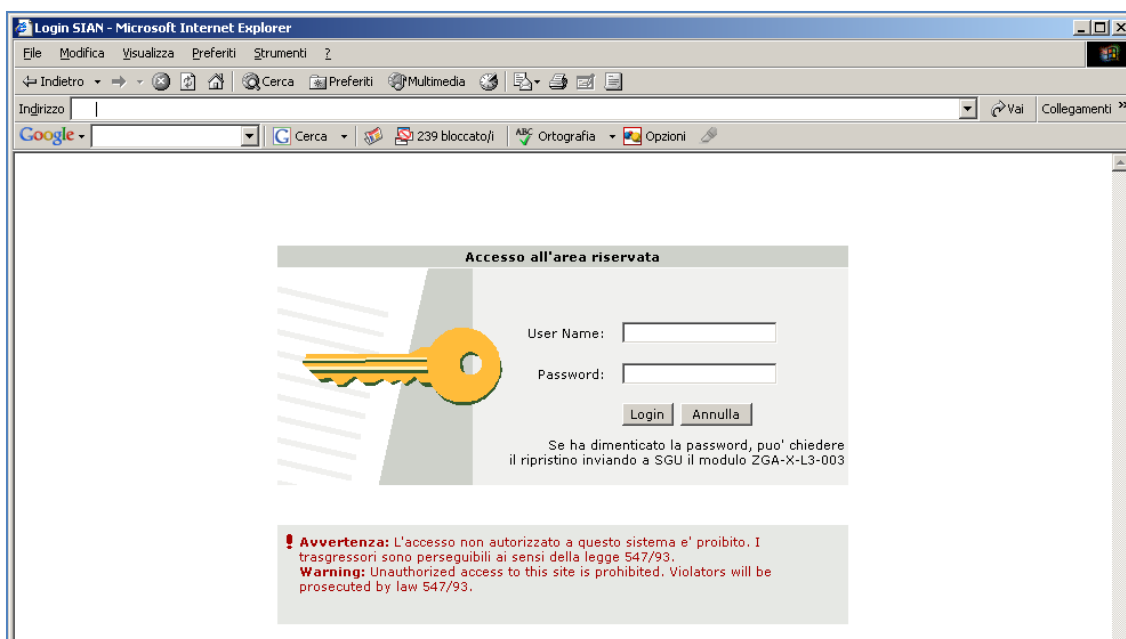 Login SIAN - Microsoft Internet Explorer
File Modifica Visualizza Preferiti Strumenti ?
Indietro Cerca Preferiti Multimedia
Indirizzo Vai Collegamenti »
Google Cerca 239 bloccato/i ABC Ortografia Opzioni
Accesso all'area riservata
User Name:
Password:
Login Annulla
Se ha dimenticato la password, puo' chiedere
il ripristino inviando a SGU il modulo ZGA-X-L3-003
Avvertenza: L'accesso non autorizzato a questo sistema e' proibito. I
trasgressori sono perseguibili ai sensi della legge 547/93.
Warning: Unauthorized access to this site is prohibited. Violators will be
prosecuted by law 547/93.